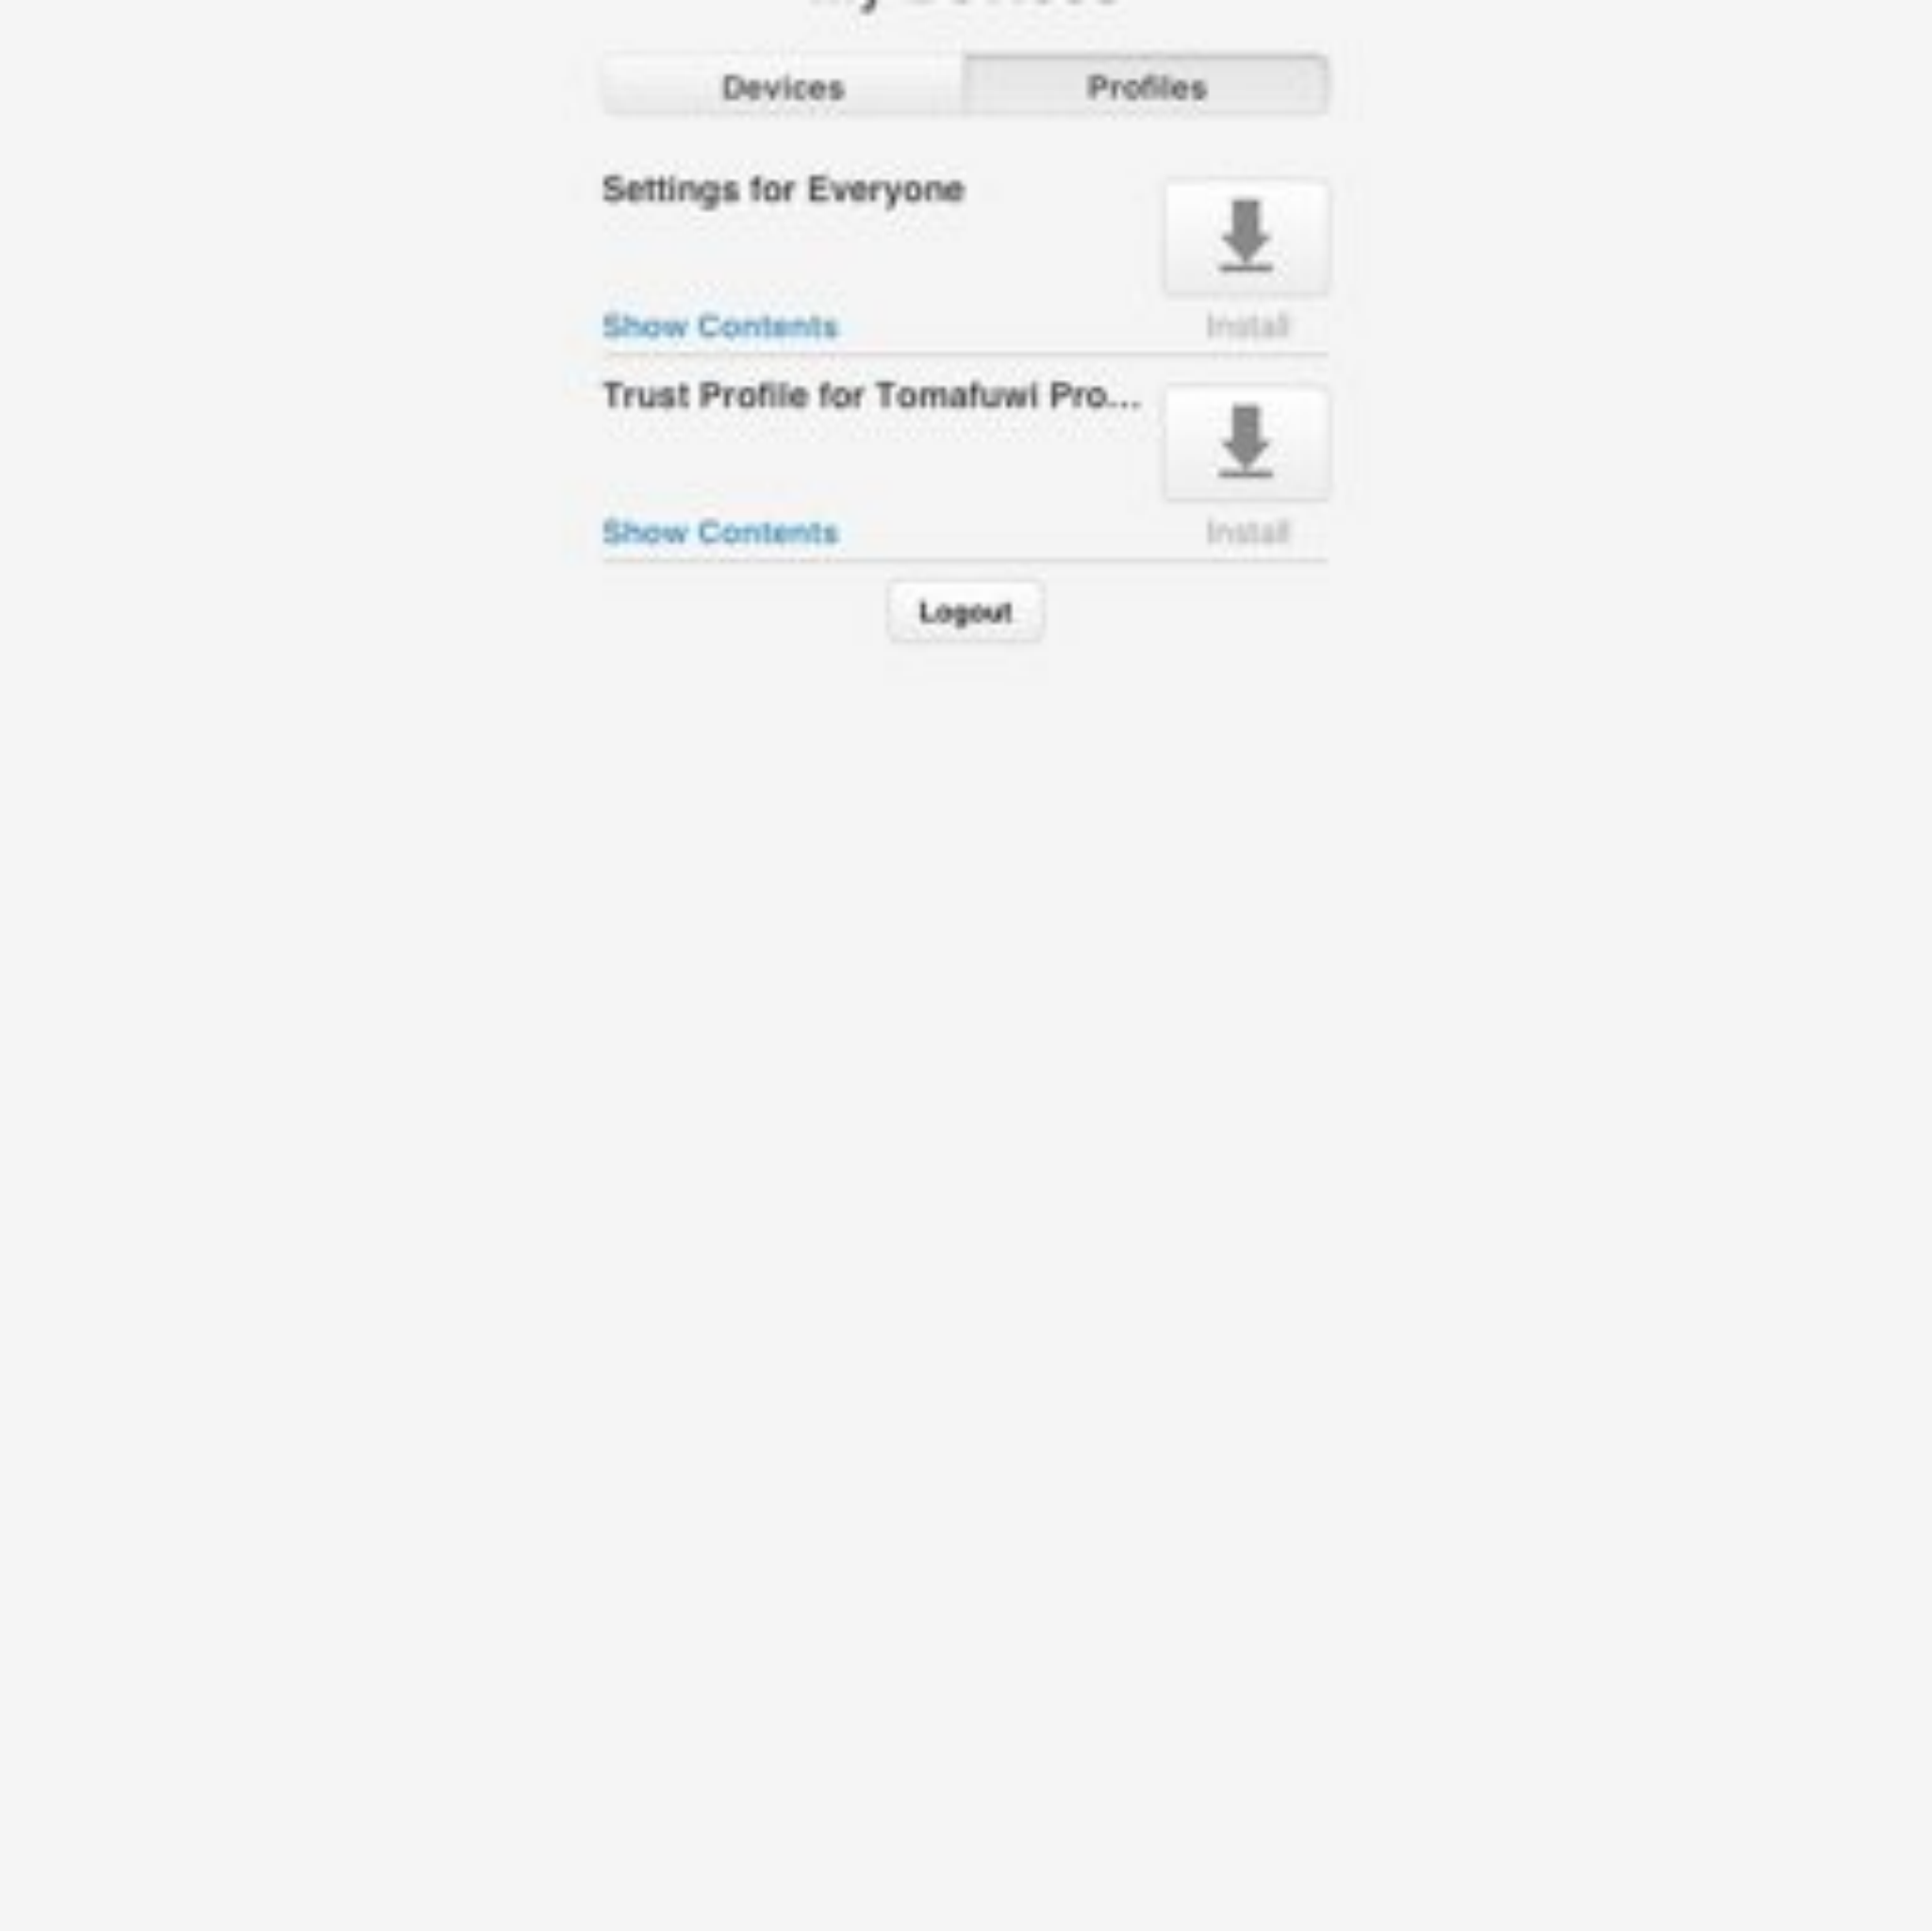 Devices Profiles
Settings for Everyone
Show Contents Install
Trust Profile for Tomafuwi Pro...
Show Contents Install
Logout